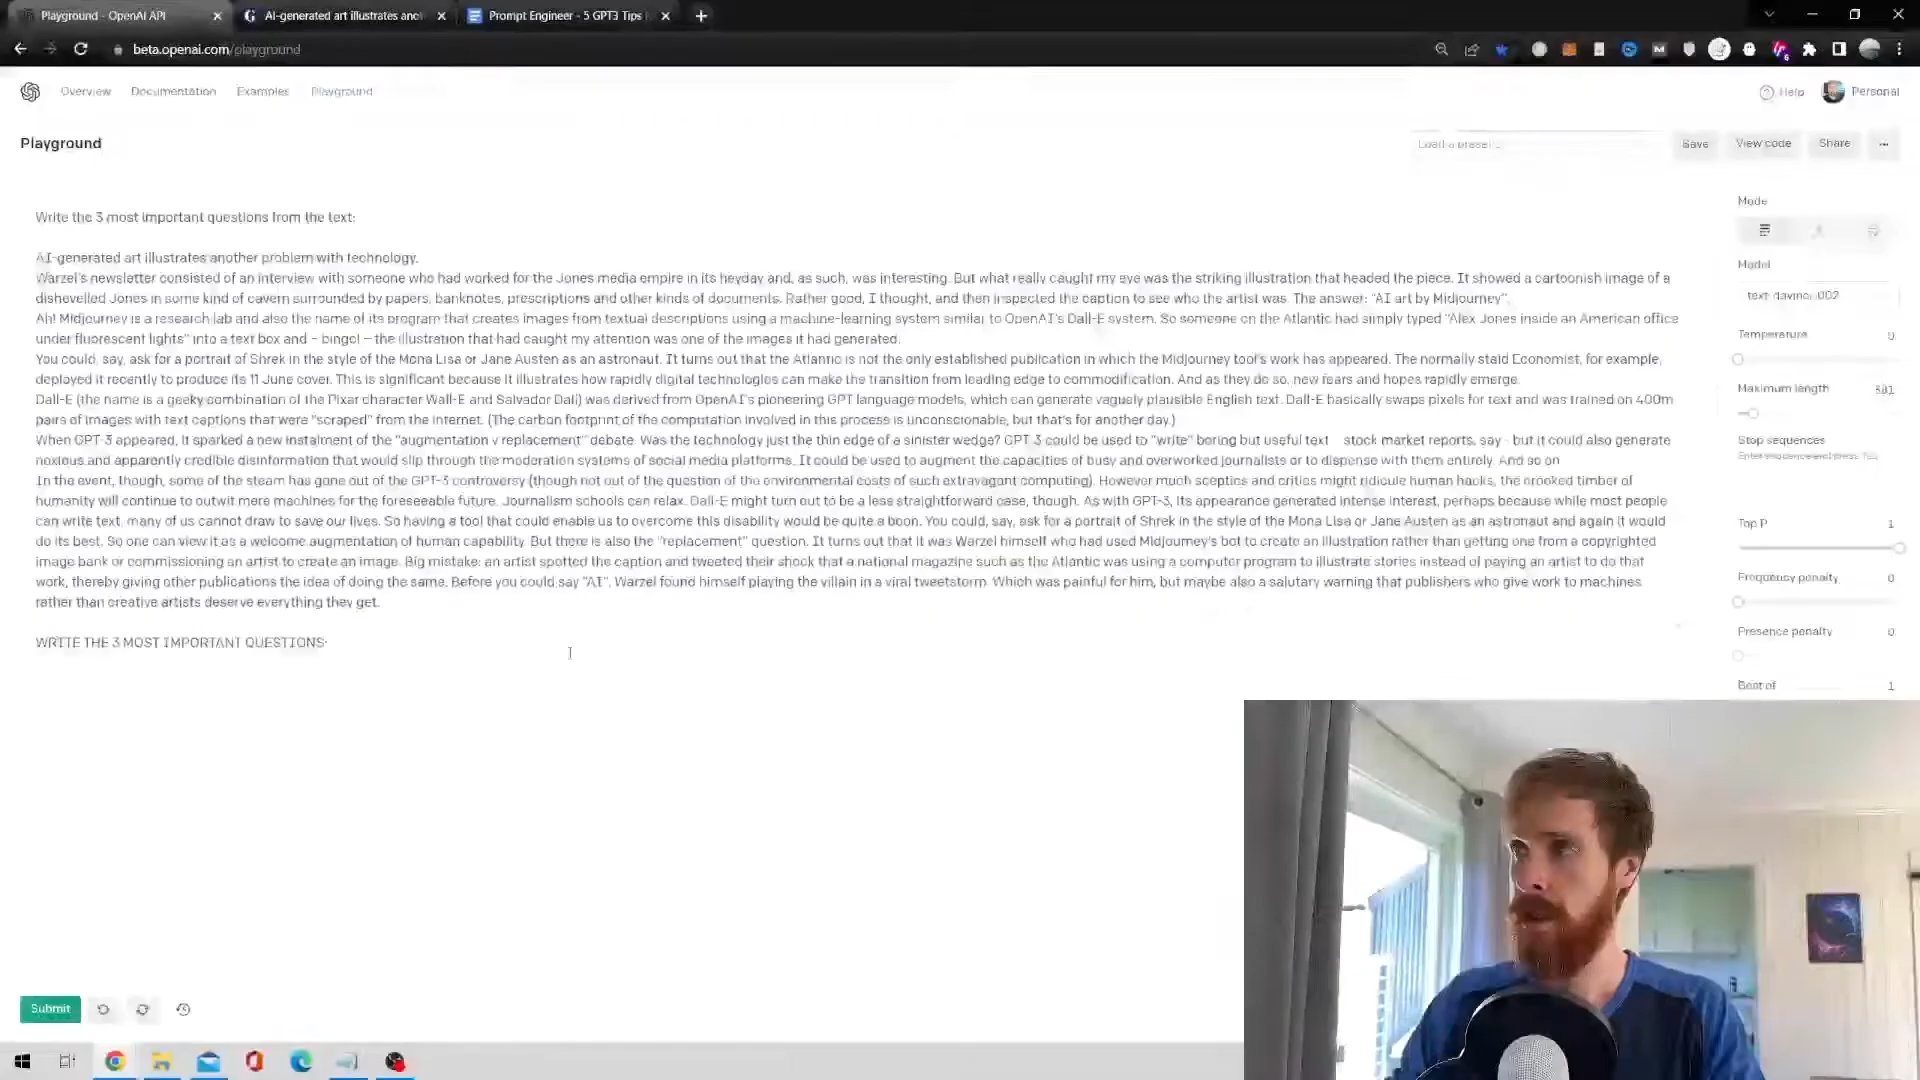 Playground - OpenAI API
AI-generated art illustrates ano
Prompt Engineer - 5 GPT3 Tips
beta.openai.com/playground
Overview Documentation Examples Playground
Help Personal
Playground
Load a preset...
Save View code Share ...
Write the 3 most important questions from the text:
Mode
AI-generated art illustrates another problem with technology.
Warzel's newsletter consisted of an interview with someone who had worked for the Jones media empire in its heyday and, as such, was interesting. But what really caught my eye was the striking illustration that headed the piece. It showed a cartoonish image of a
dishevelled Jones in some kind of cavern surrounded by papers, banknotes, prescriptions and other kinds of documents. Rather good, I thought, and then inspected the caption to see who the artist was. The answer: "AI art by Midjourney".
Ah! Midjourney is a research lab and also the name of its program that creates images from textual descriptions using a machine-learning system similar to OpenAI's Dall-E system. So someone on the Atlantic had simply typed "Alex Jones inside an American office
under fluorescent lights" into a text box and – bingo! – the illustration that had caught my attention was one of the images it had generated.
You could, say, ask for a portrait of Shrek in the style of the Mona Lisa or Jane Austen as an astronaut. It turns out that the Atlantic is not the only established publication in which the Midjourney tool's work has appeared. The normally staid Economist, for example,
deployed it recently to produce its 11 June cover. This is significant because it illustrates how rapidly digital technologies can make the transition from leading edge to commodification. And as they do so, new fears and hopes rapidly emerge.
Dall-E (the name is a geeky combination of the Pixar character Wall-E and Salvador Dalí) was derived from OpenAI's pioneering GPT language models, which can generate vaguely plausible English text. Dall-E basically swaps pixels for text and was trained on 400m
pairs of images with text captions that were "scraped" from the internet. (The carbon footprint of the computation involved in this process is unconscionable, but that's for another day.)
When GPT-3 appeared, it sparked a new instalment of the "augmentation v replacement" debate. Was the technology just the thin edge of a sinister wedge? GPT-3 could be used to "write" boring but useful text – stock market reports, say – but it could also generate
noxious and apparently credible disinformation that would slip through the moderation systems of social media platforms. It could be used to augment the capacities of busy and overworked journalists or to dispense with them entirely. And so on
In the event, though, some of the steam has gone out of the GPT-3 controversy (though not out of the question of the environmental costs of such extravagant computing). However much sceptics and critics might ridicule human hacks, the crooked timber of
humanity will continue to outwit mere machines for the foreseeable future. Journalism schools can relax. Dall-E might turn out to be a less straightforward case, though. As with GPT-3, its appearance generated intense interest, perhaps because while most people
can write text, many of us cannot draw to save our lives. So having a tool that could enable us to overcome this disability would be quite a boon. You could, say, ask for a portrait of Shrek in the style of the Mona Lisa or Jane Austen as an astronaut and again it would
do its best. So one can view it as a welcome augmentation of human capability. But there is also the "replacement" question. It turns out that it was Warzel himself who had used Midjourney's bot to create an illustration rather than getting one from a copyrighted
image bank or commissioning an artist to create an image. Big mistake: an artist spotted the caption and tweeted their shock that a national magazine such as the Atlantic was using a computer program to illustrate stories instead of paying an artist to do that
work, thereby giving other publications the idea of doing the same. Before you could say "AI", Warzel found himself playing the villain in a viral tweetstorm. Which was painful for him, but maybe also a salutary warning that publishers who give work to machines
rather than creative artists deserve everything they get.
WRITE THE 3 MOST IMPORTANT QUESTIONS:
Model
text-davinci-002
Temperature 0
Maximum length
Stop sequences
Enter sequence and press Tab
Top P 1
Frequency penalty 0
Presence penalty 0
Best of 1
Submit